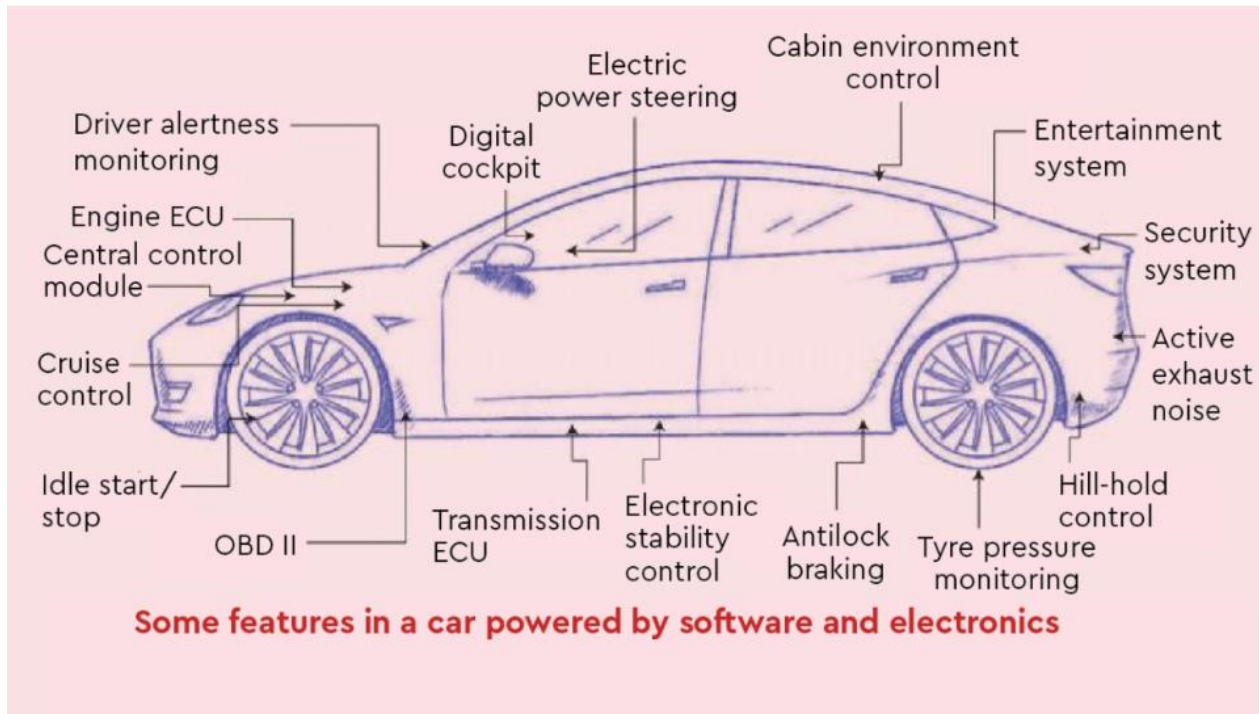 Cabin environment
control
Electric
power steering
Driver alertness
monitoring
Digital
cockpit
Entertainment
system
Engine ECU
Central control
module
Security
system
Cruise
control
Active
exhaust
noise
Idle start/
stop
OBD II
Transmission
ECU
Electronic
stability
control
Antilock
braking
Tyre pressure
monitoring
Hill-hold
control
Some features in a car powered by software and electronics